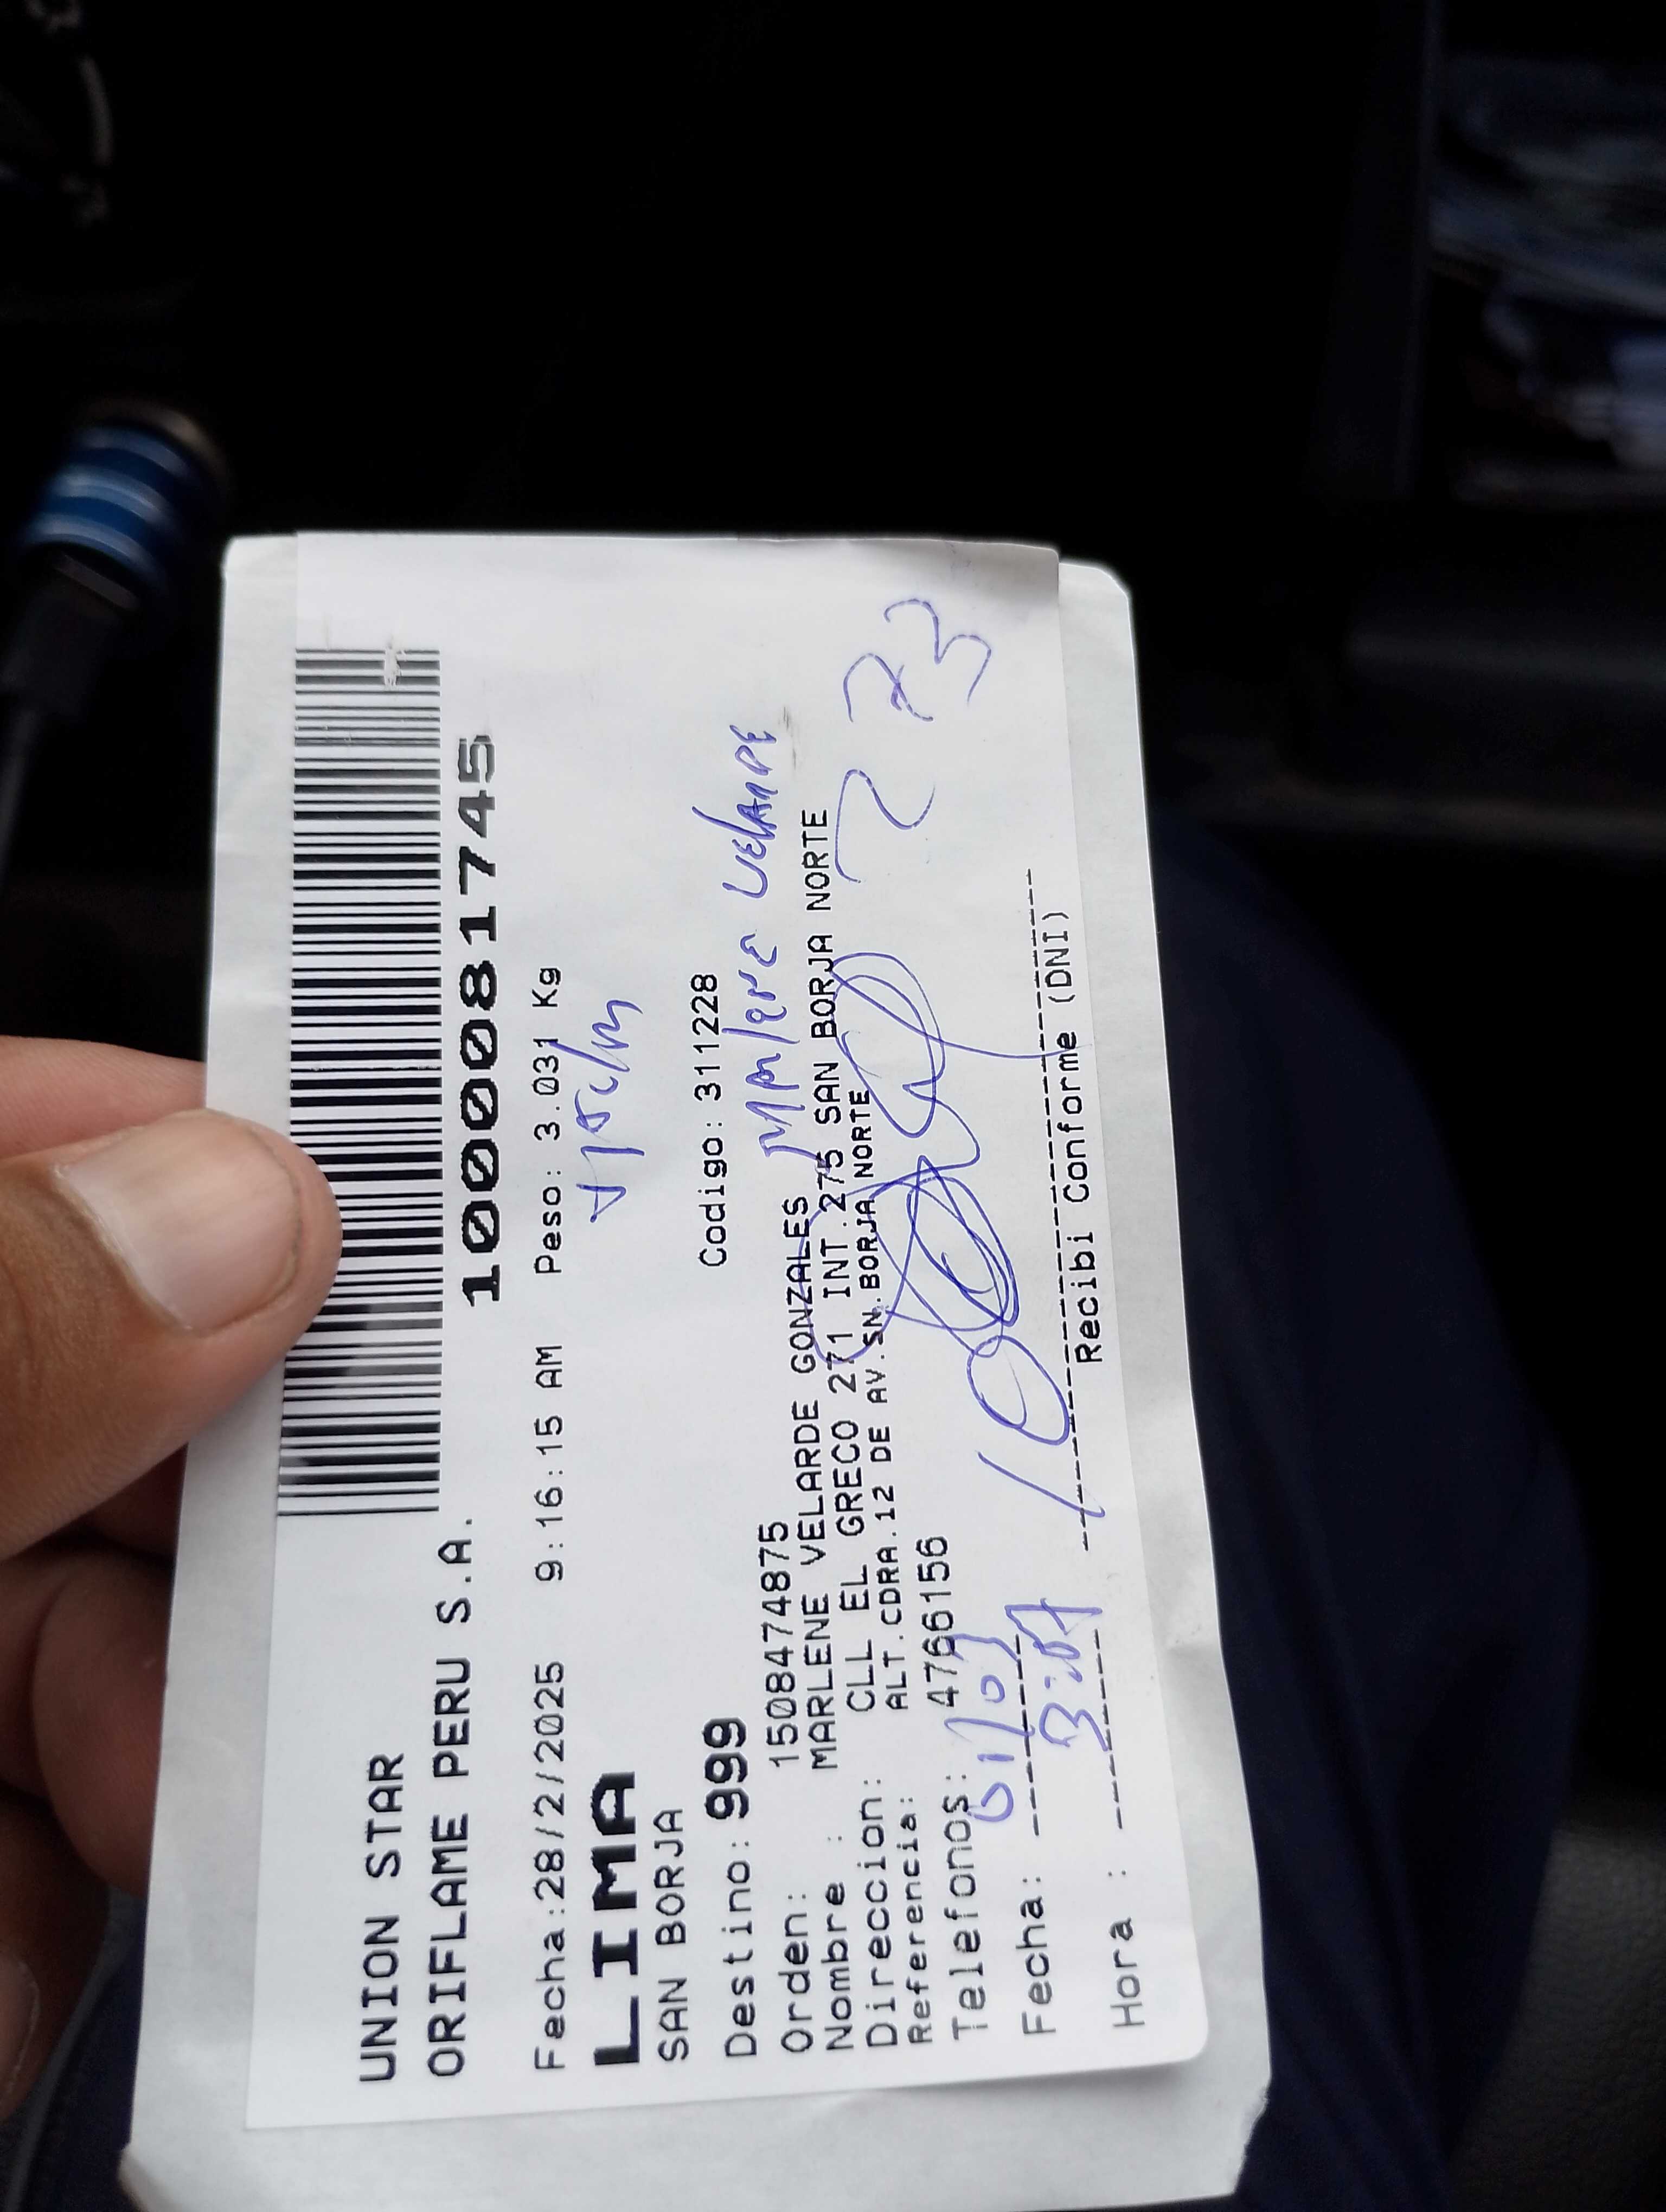 UNION STAR
ORIFLAME PERU S.A.
1000081745
Fecha:28/2/2025 9:16:15 AM Peso: 3.031 Kg
LIMA
SAN BORJA
Destino: 999 Codigo: 311228
Orden: 1508474875
Nombre : MARLENE VELARDE GONZALES
Direccion: CLL EL GRECO 271 INT.275 SAN BORJA NORTE
Referencia: ALT.CDRA.12 DE AV.SN.BORJA NORTE
Telefonos: 4766156
Fecha: 01/03
Hora :
Recibi Conforme (DNI)